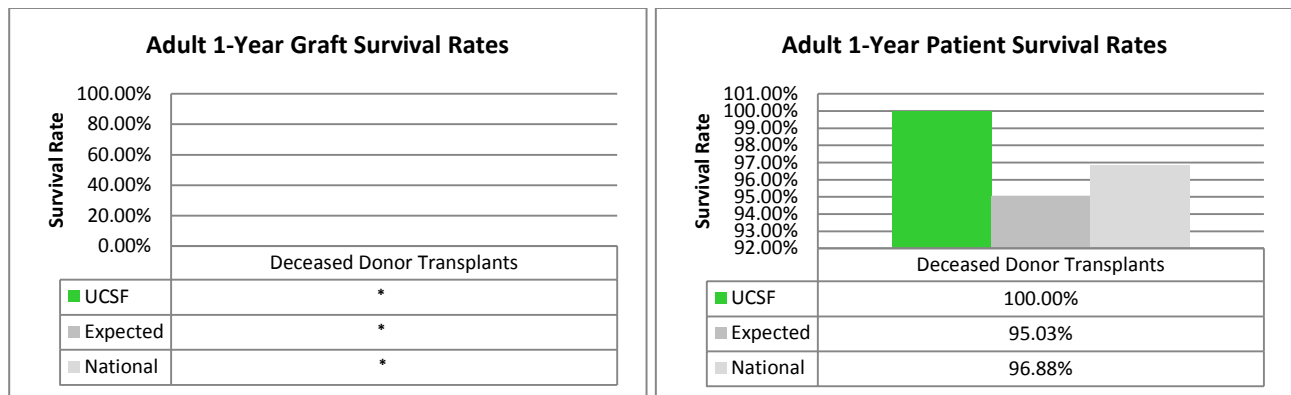 Adult 1-Year Graft Survival Rates
Survival Rate
100.00%
80.00%
60.00%
40.00%
20.00%
0.00%
Deceased Donor Transplants
UCSF *
Expected *
National *
Adult 1-Year Patient Survival Rates
Survival Rate
101.00%
100.00%
99.00%
98.00%
97.00%
96.00%
95.00%
94.00%
93.00%
92.00%
Deceased Donor Transplants
UCSF 100.00%
Expected 95.03%
National 96.88%